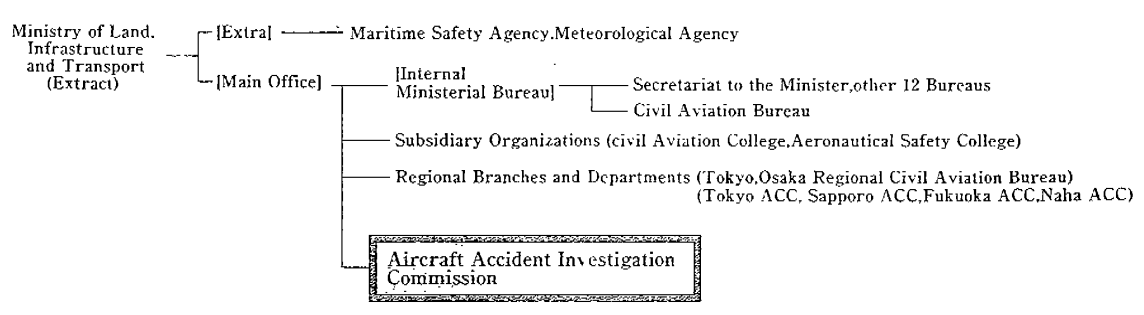 Ministry of Land,
Infrastructure
and Transport
(Extract)
[Extra]
Maritime Safety Agency.Meteorological Agency
[Main Office]
[Internal
Ministerial Bureau]
Secretariat to the Minister,other 12 Bureaus
Civil Aviation Bureau
Subsidiary Organizations (civil Aviation College,Aeronautical Safety College)
Regional Branches and Departments (Tokyo,Osaka Regional Civil Aviation Bureau)
(Tokyo ACC, Sapporo ACC,Fukuoka ACC,Naha ACC)
Aircraft Accident Investigation
Commission